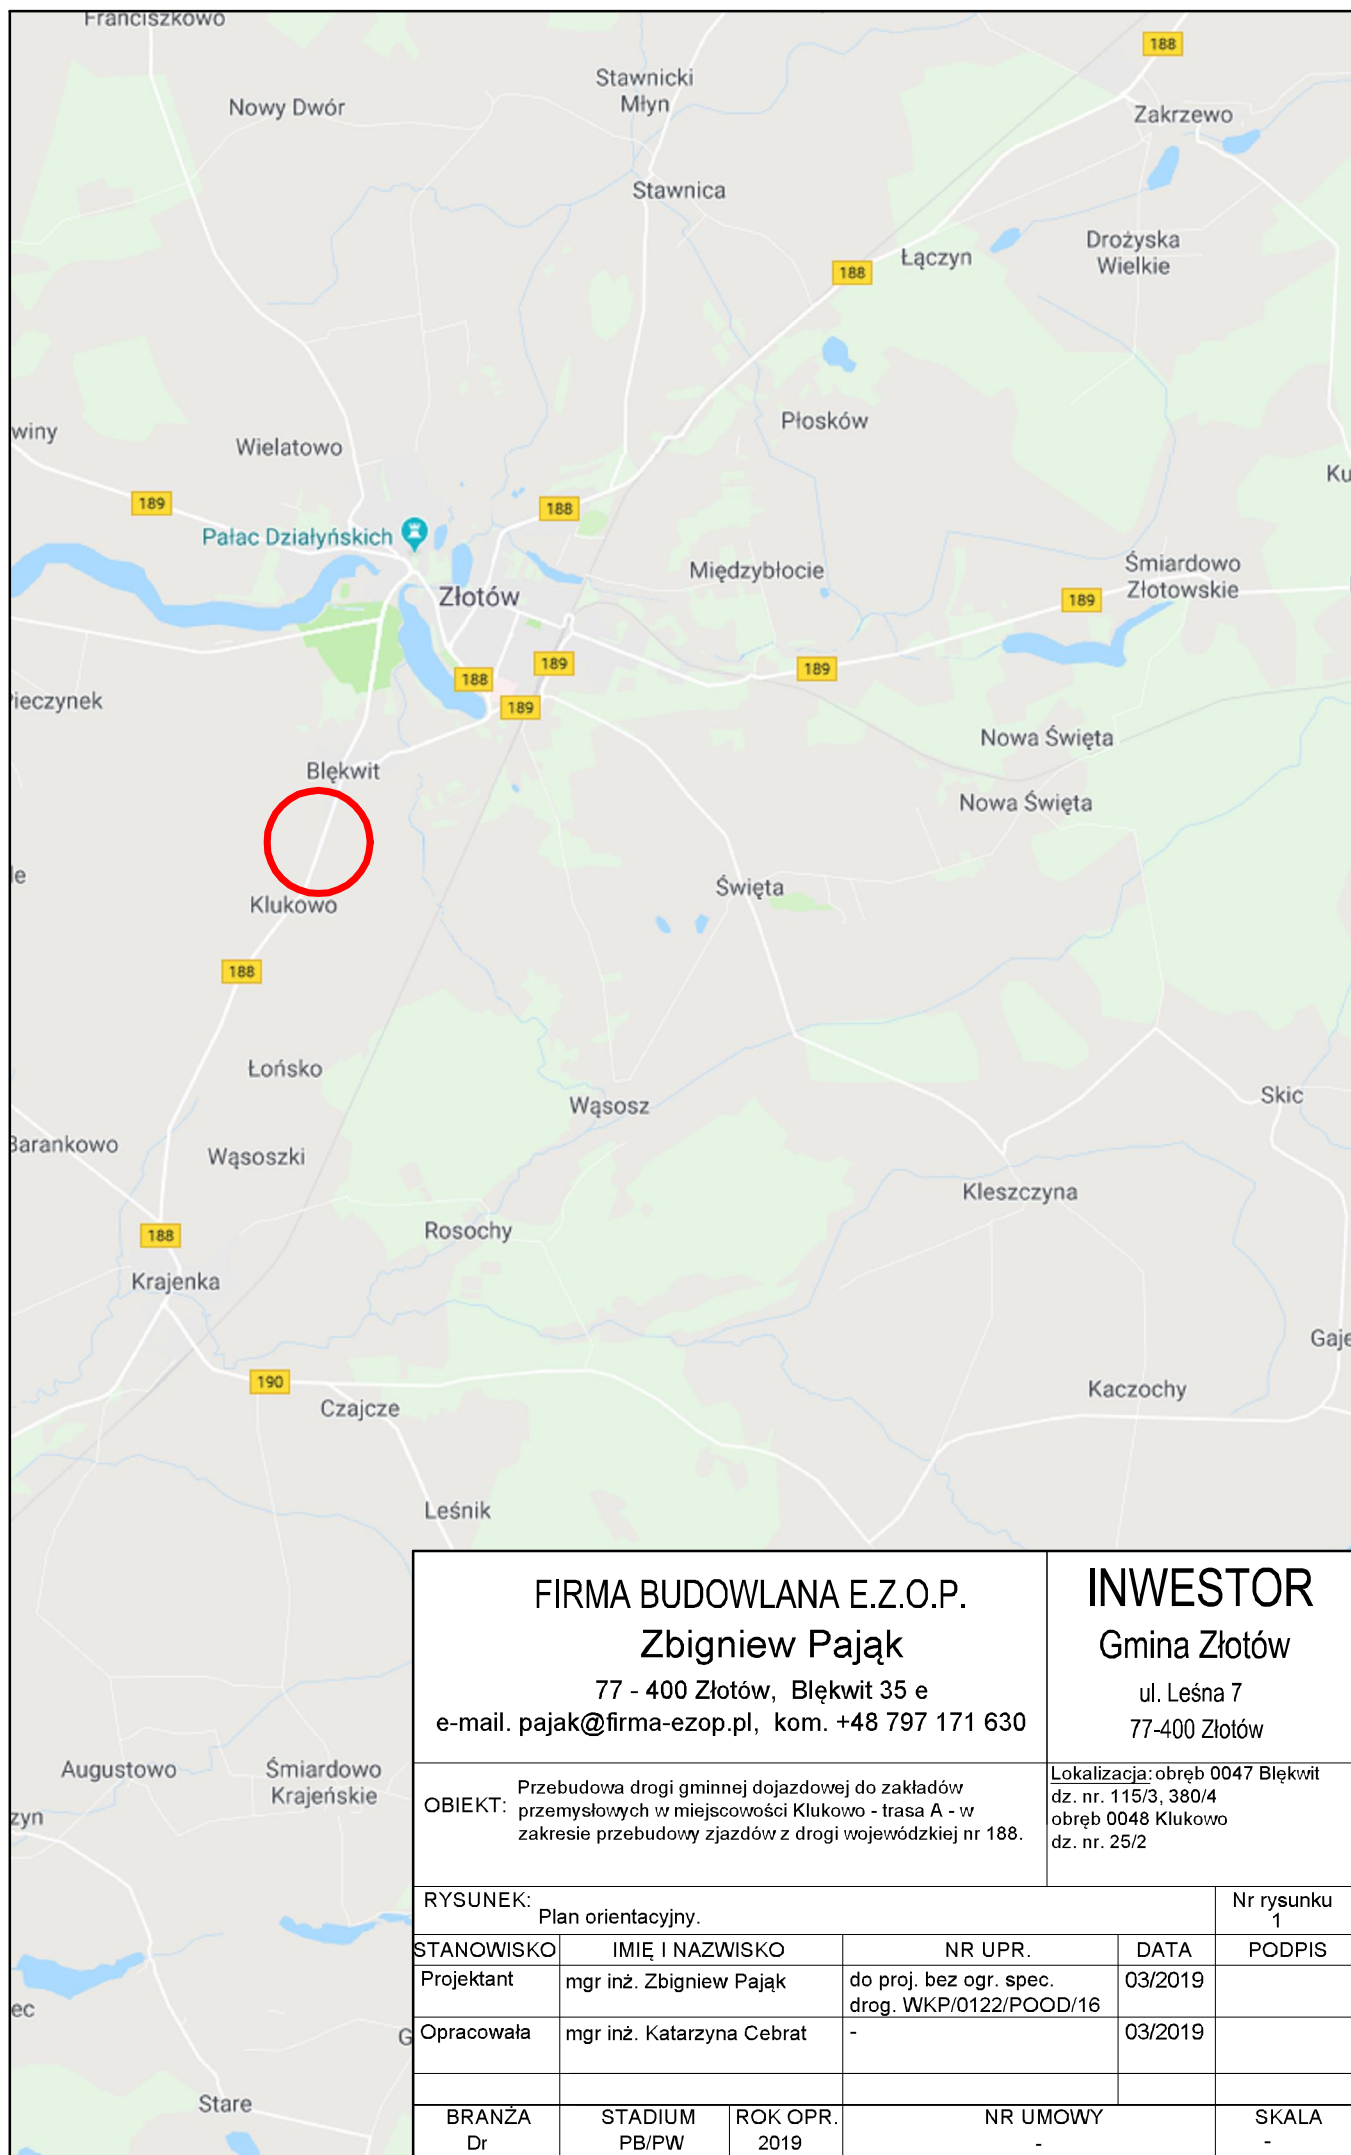 Franciszkowo
188
Stawnicki
Młyn
Nowy Dwór
Zakrzewo
Stawnica
Drożyska
Wielkie
Łączyn
188
Płosków
winy
Wielatowo
Ku
189
188
Pałac Działyńskich
Międzybłocie
Śmiardowo
Złotowskie
Złotów
189
189
189
188
ieczynek
189
Nowa Święta
Blękwit
Nowa Święta
le
Święta
Klukowo
188
Łońsko
Skic
Wąsosz
Barankowo
Wąsoszki
Kleszczyna
Rosochy
188
Krajenka
Gaje
190
Kaczochy
Czajcze
Leśnik
Augustowo
Śmiardowo
Krajeńskie
zyn
ec
G
Stare
FIRMA BUDOWLANA E.Z.O.P.
Zbigniew Pająk
77 - 400 Złotów, Blękwit 35 e
e-mail. pajak@firma-ezop.pl, kom. +48 797 171 630
INWESTOR
Gmina Złotów
ul. Leśna 7
77-400 Złotów
OBIEKT:
Przebudowa drogi gminnej dojazdowej do zakładów
przemysłowych w miejscowości Klukowo - trasa A - w
zakresie przebudowy zjazdów z drogi wojewódzkiej nr 188.
Lokalizacja: obręb 0047 Blękwit
dz. nr. 115/3, 380/4
obręb 0048 Klukowo
dz. nr. 25/2
RYSUNEK:
Plan orientacyjny.
Nr rysunku
1
STANOWISKO IMIĘ I NAZWISKO NR UPR. DATA PODPIS
Projektant mgr inż. Zbigniew Pająk do proj. bez ogr. spec. 03/2019
drog. WKP/0122/POOD/16
Opracowała mgr inż. Katarzyna Cebrat - 03/2019
BRANŻA STADIUM ROK OPR. NR UMOWY SKALA
Dr PB/PW 2019 - -